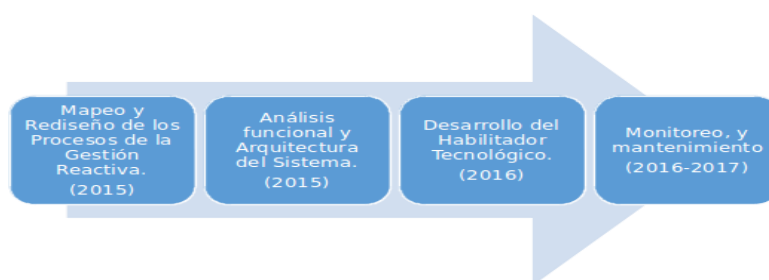 Mapeo y
Rediseño de los
Procesos de la
Gestión
Reactiva.
(2015)
Análisis
funcional y
Arquitectura
del Sistema.
(2015)
Desarrollo del
Habilitador
Tecnológico.
(2016)
Monitoreo, y
mantenimiento
(2016-2017)